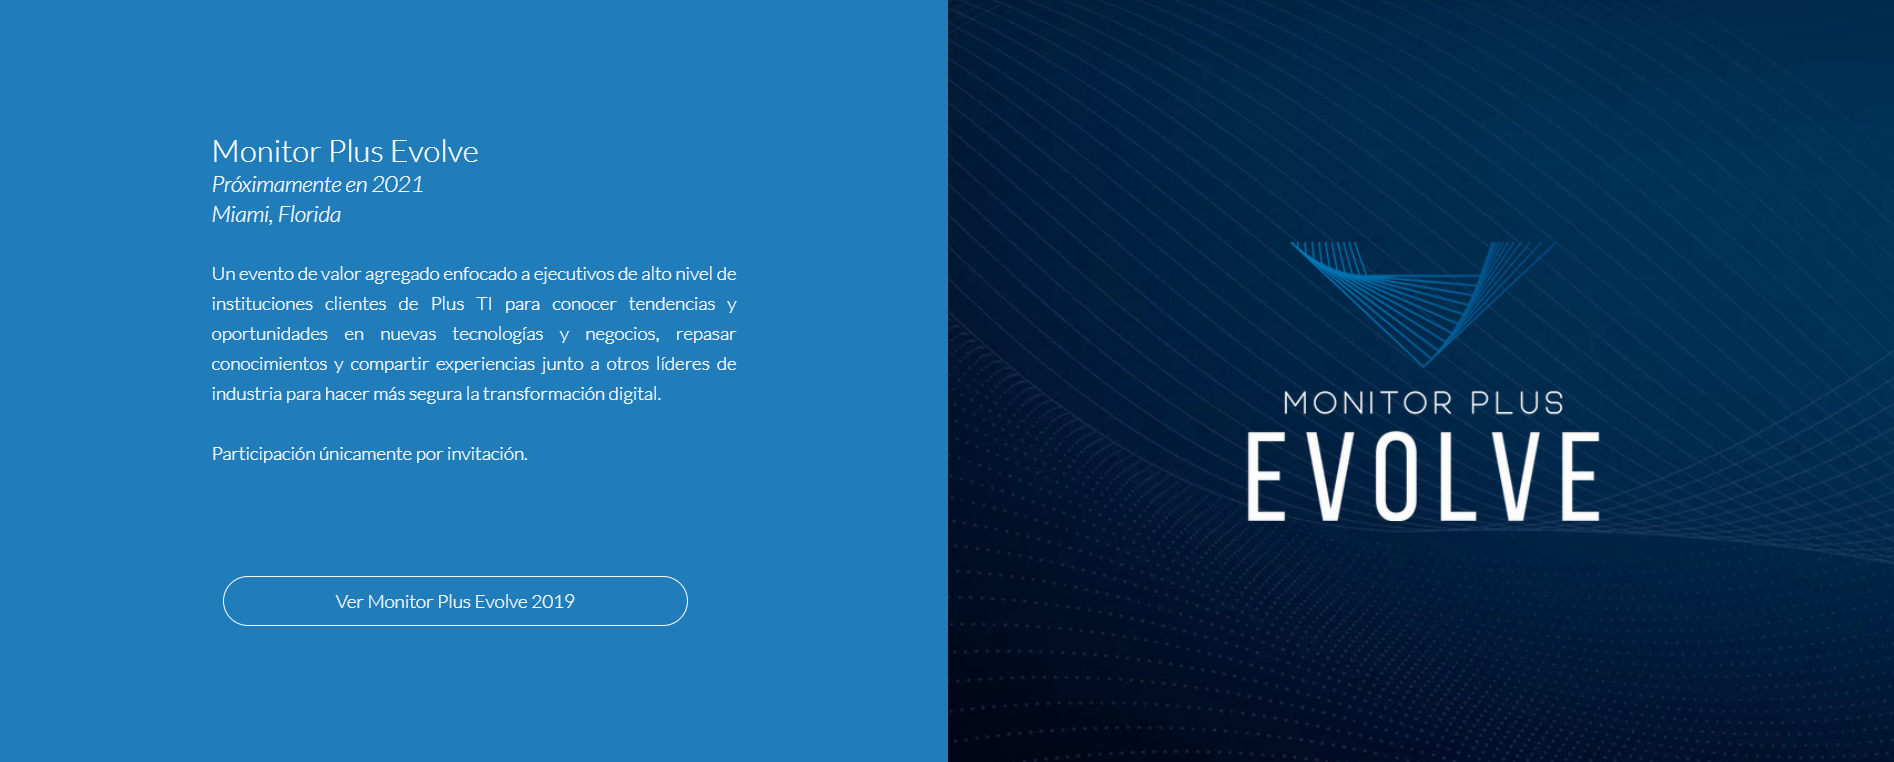 Monitor Plus Evolve
Próximamente en 2021
Miami, Florida
Un evento de valor agregado enfocado a ejecutivos de alto nivel de
instituciones clientes de Plus TI para conocer tendencias y
oportunidades en nuevas tecnologías y negocios, repasar
conocimientos y compartir experiencias junto a otros líderes de
industria para hacer más segura la transformación digital.
Participación únicamente por invitación.
Ver Monitor Plus Evolve 2019
MONITOR PLUS
EVOLVE